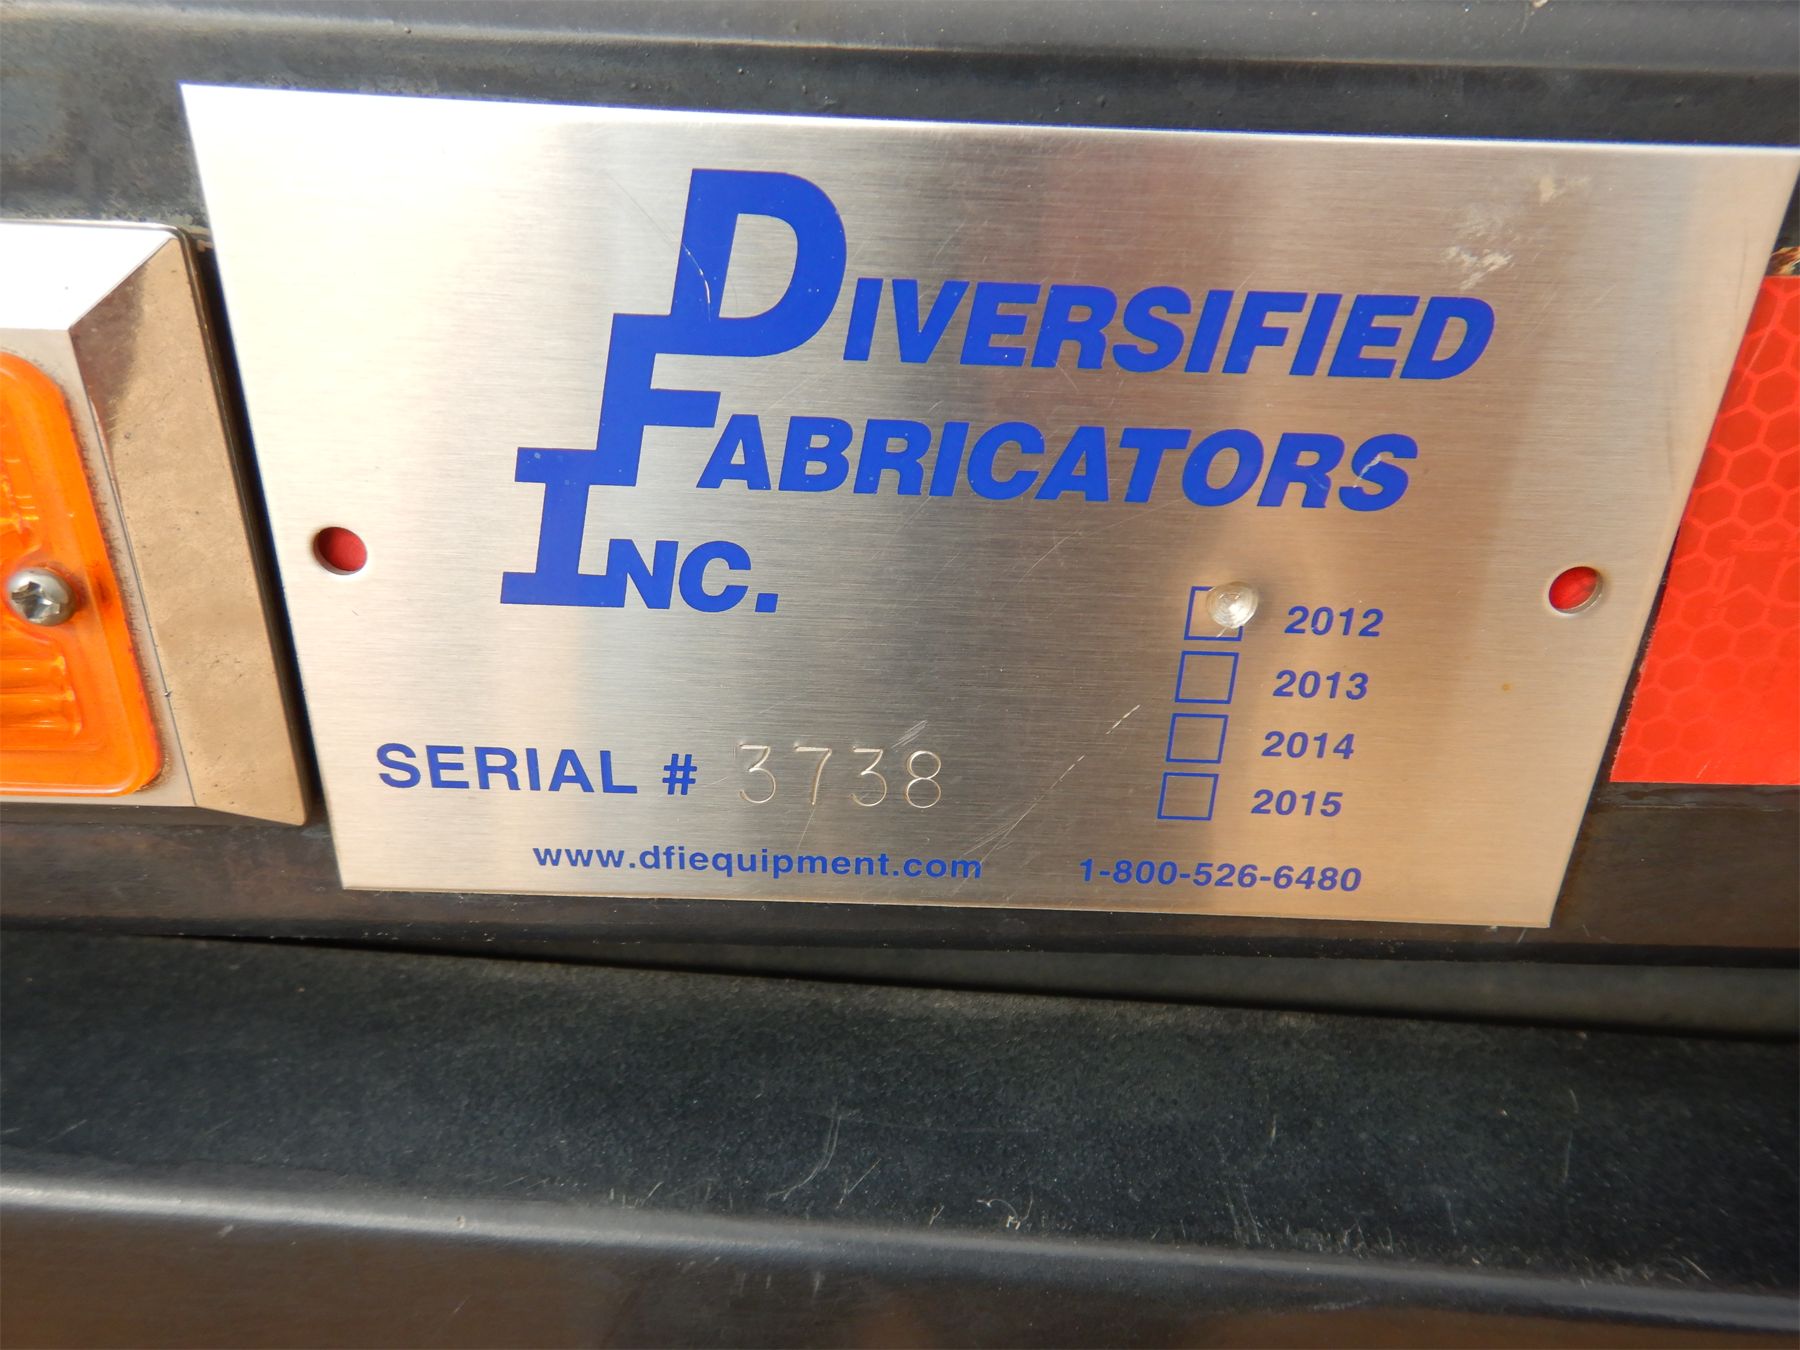 DIVERSIFIED
FABRICATORS
INC.
2012
2013
2014
SERIAL # 3738
2015
www.dfiequipment.com 1-800-526-6480